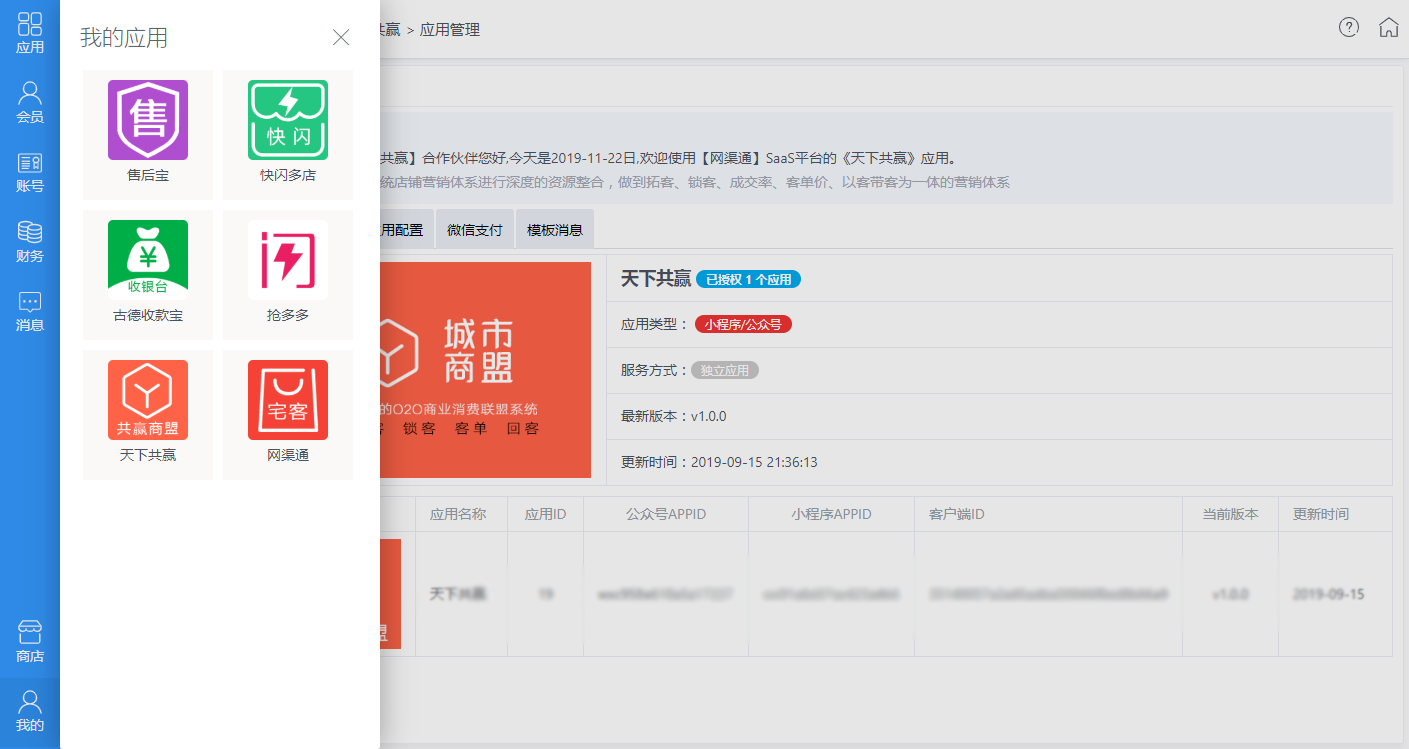 应用
会员
账号
财务
消息
商店
我的
我的应用
售
售后宝
快闪
快闪多店
收银台
古德收款宝
抢多多
共赢商盟
天下共赢
宅客
网渠通
共赢 > 应用管理
共赢】合作伙伴您好,今天是2019-11-22日,欢迎使用【网渠通】SaaS平台的《天下共赢》应用。
统店铺营销体系进行深度的资源整合，做到拓客、锁客、成交率、客单价、以客带客为一体的营销体系
用配置 微信支付 模板消息
城市
商盟
的O2O商业消费联盟系统
客 锁客 客单 回客
天下共赢 已授权 1 个应用
应用类型： 小程序/公众号
服务方式： 独立应用
最新版本：v1.0.0
更新时间：2019-09-15 21:36:13
应用名称 应用ID 公众号APPID 小程序APPID 客户端ID 当前版本 更新时间
盟
天下共赢 19 v1.0.0 2019-09-15